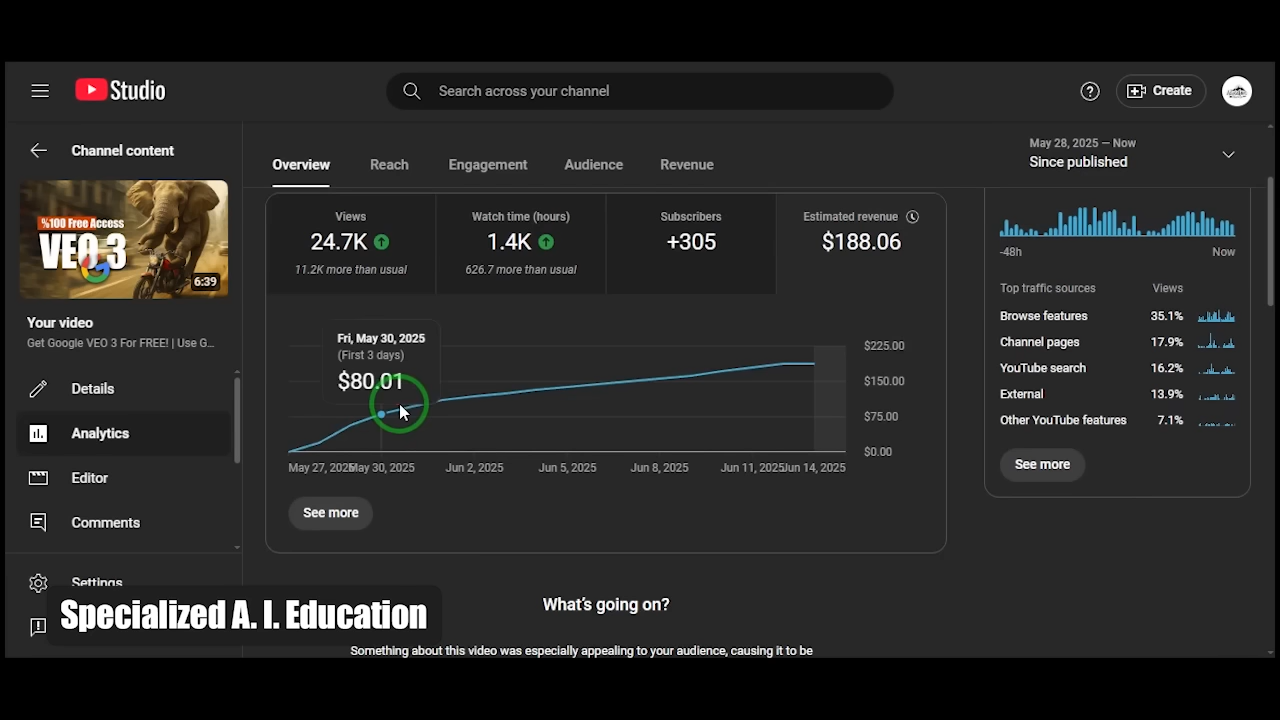 Studio
Search across your channel
Create
Channel content
%100 Free Access
VEO 3
6:39
Your video
Get Google VEO 3 For FREE! | Use G...
Details
Analytics
Editor
Comments
Settings
Specialized A. I. Education
Overview
Reach
Engagement
Audience
Revenue
Views
24.7K
11.2K more than usual
Watch time (hours)
1.4K
626.7 more than usual
Subscribers
+305
Estimated revenue
$188.06
Fri, May 30, 2025
(First 3 days)
$80.01
$225.00
$150.00
$75.00
$0.00
May 27, 2025
May 30, 2025
Jun 2, 2025
Jun 5, 2025
Jun 8, 2025
Jun 11, 2025
Jun 14, 2025
See more
What's going on?
Something about this video was especially appealing to your audience, causing it to be
May 28, 2025 – Now
Since published
-48h
Now
Top traffic sources
Views
Browse features 35.1%
Channel pages 17.9%
YouTube search 16.2%
External 13.9%
Other YouTube features 7.1%
See more